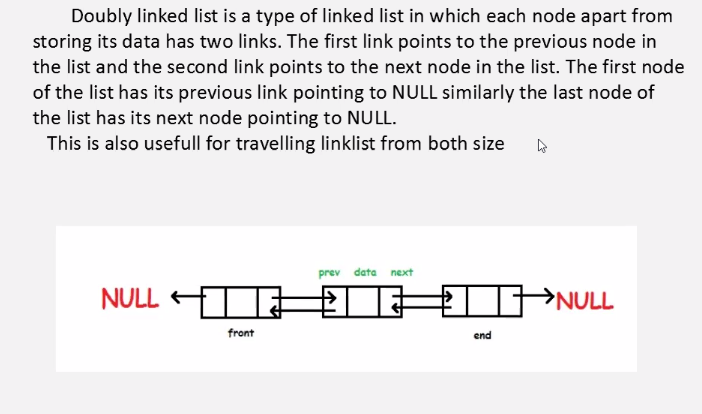 Doubly linked list is a type of linked list in which each node apart from
storing its data has two links. The first link points to the previous node in
the list and the second link points to the next node in the list. The first node
of the list has its previous link pointing to NULL similarly the last node of
the list has its next node pointing to NULL.
This is also usefull for travelling linklist from both size
prev data next
NULL NULL
front end